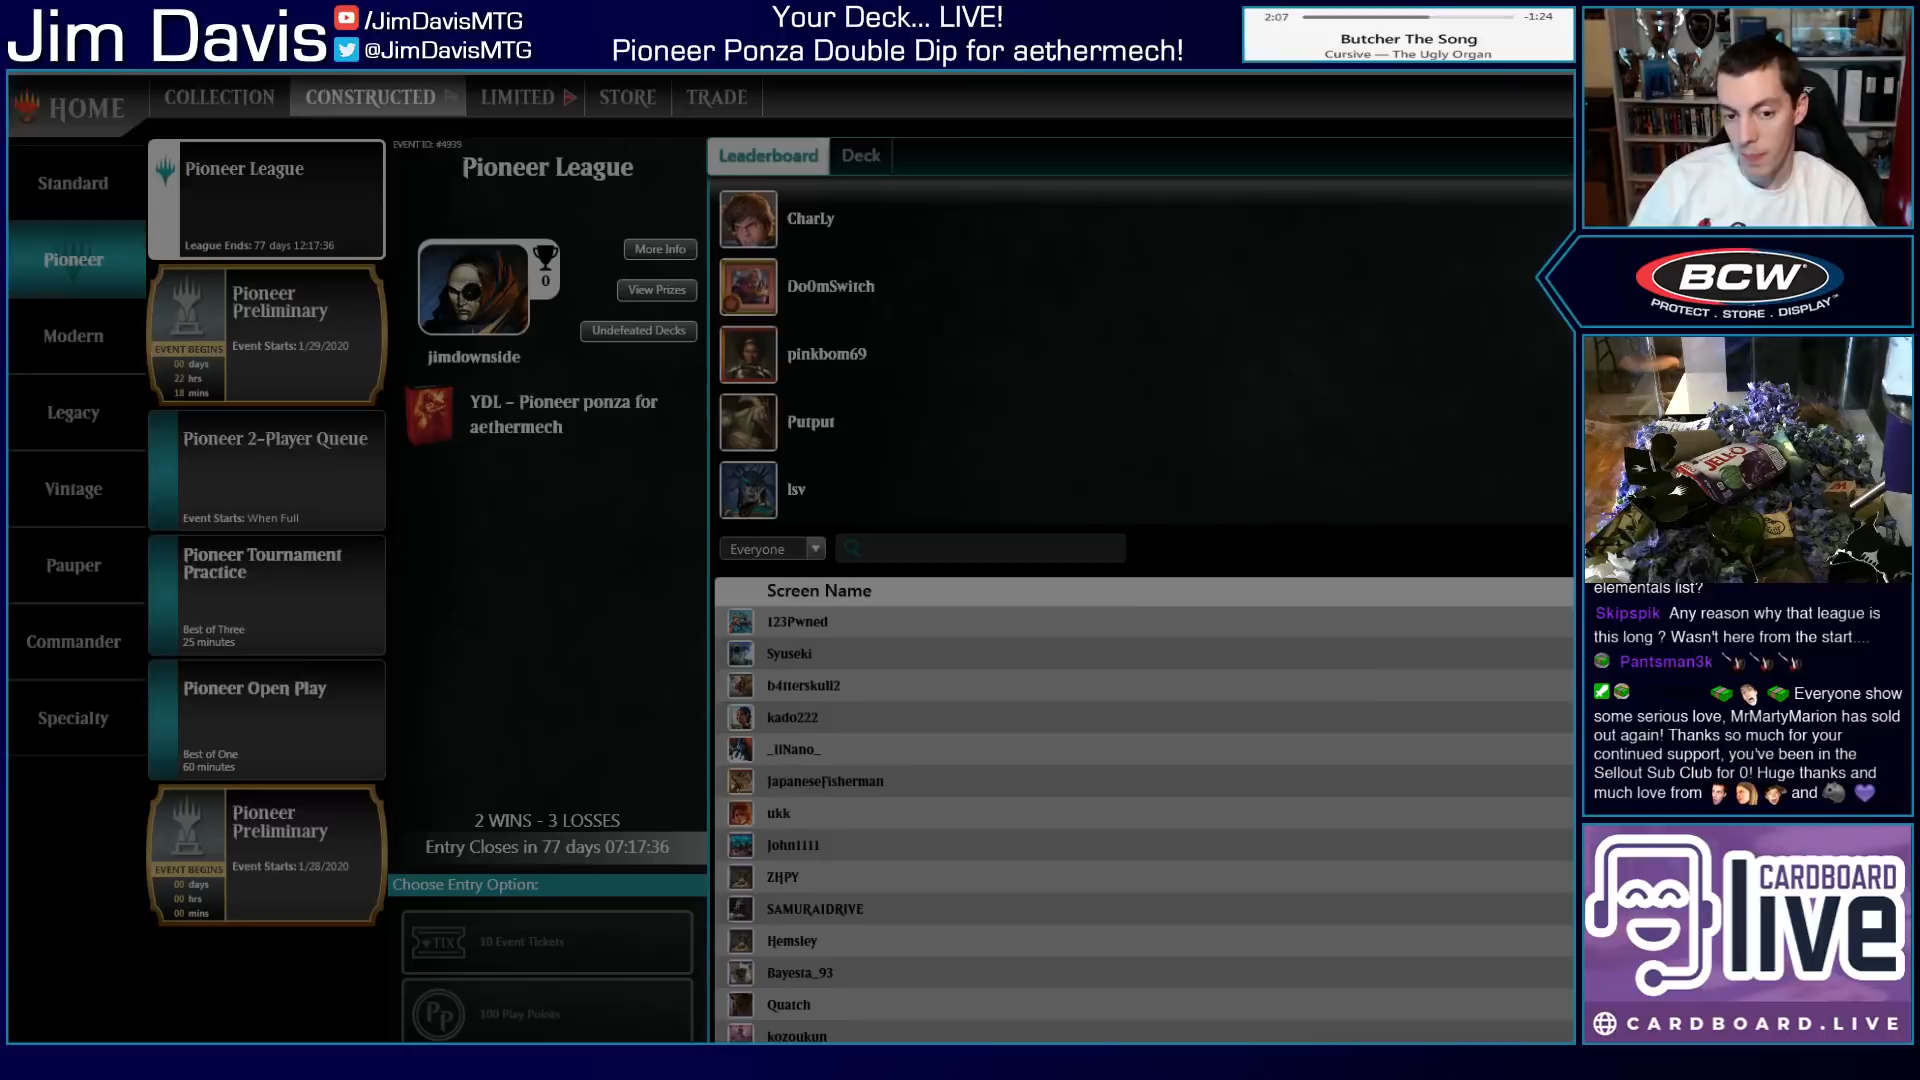 Jim Davis
/JimDavisMTG
@JimDavisMTG
Your Deck... LIVE!
Pioneer Ponza Double Dip for aethermech!
2:07
-1:24
Butcher The Song
Cursive — The Ugly Organ
HOME
COLLECTION
CONSTRUCTED
LIMITED
STORE
TRADE
Standard
Pioneer
Modern
Legacy
Vintage
Pauper
Commander
Specialty
Pioneer League
League Ends: 77 days 12:17:36
Pioneer
Preliminary
Event Starts: 1/29/2020
EVENT BEGINS
00 days
22 hrs
18 mins
Pioneer 2-Player Queue
Event Starts: When Full
Pioneer Tournament
Practice
Best of Three
25 minutes
Pioneer Open Play
Best of One
60 minutes
Pioneer
Preliminary
Event Starts: 1/28/2020
EVENT BEGINS
00 days
00 hrs
00 mins
EVENT ID: #4939
Pioneer League
0
More Info
View Prizes
Undefeated Decks
jimdownside
YDL - Pioneer ponza for
aethermech
2 WINS - 3 LOSSES
Entry Closes in 77 days 07:17:36
Choose Entry Option:
TIX
10 Event Tickets
PP
100 Play Points
Leaderboard
Deck
CharLy
Do0mSwitch
pinkbom69
Putput
lsv
Everyone
Screen Name
123Pwned
Syuseki
b4tterskull2
kado222
_IlNano_
JapaneseFisherman
ukk
John1111
ZHPY
SAMURAIDRIVE
Hemsley
Bayesta_93
Quatch
kozoukun
BCW
PROTECT . STORE . DISPLAY
JELL-O
elementals list?
Skipspik Any reason why that league is
this long ? Wasn't here from the start....
Pantsman3k
Everyone show
some serious love, MrMartyMarion has sold
out again! Thanks so much for your
continued support, you've been in the
Sellout Sub Club for 0! Huge thanks and
much love from and
CARDBOARD
live
CARDBOARD.LIVE